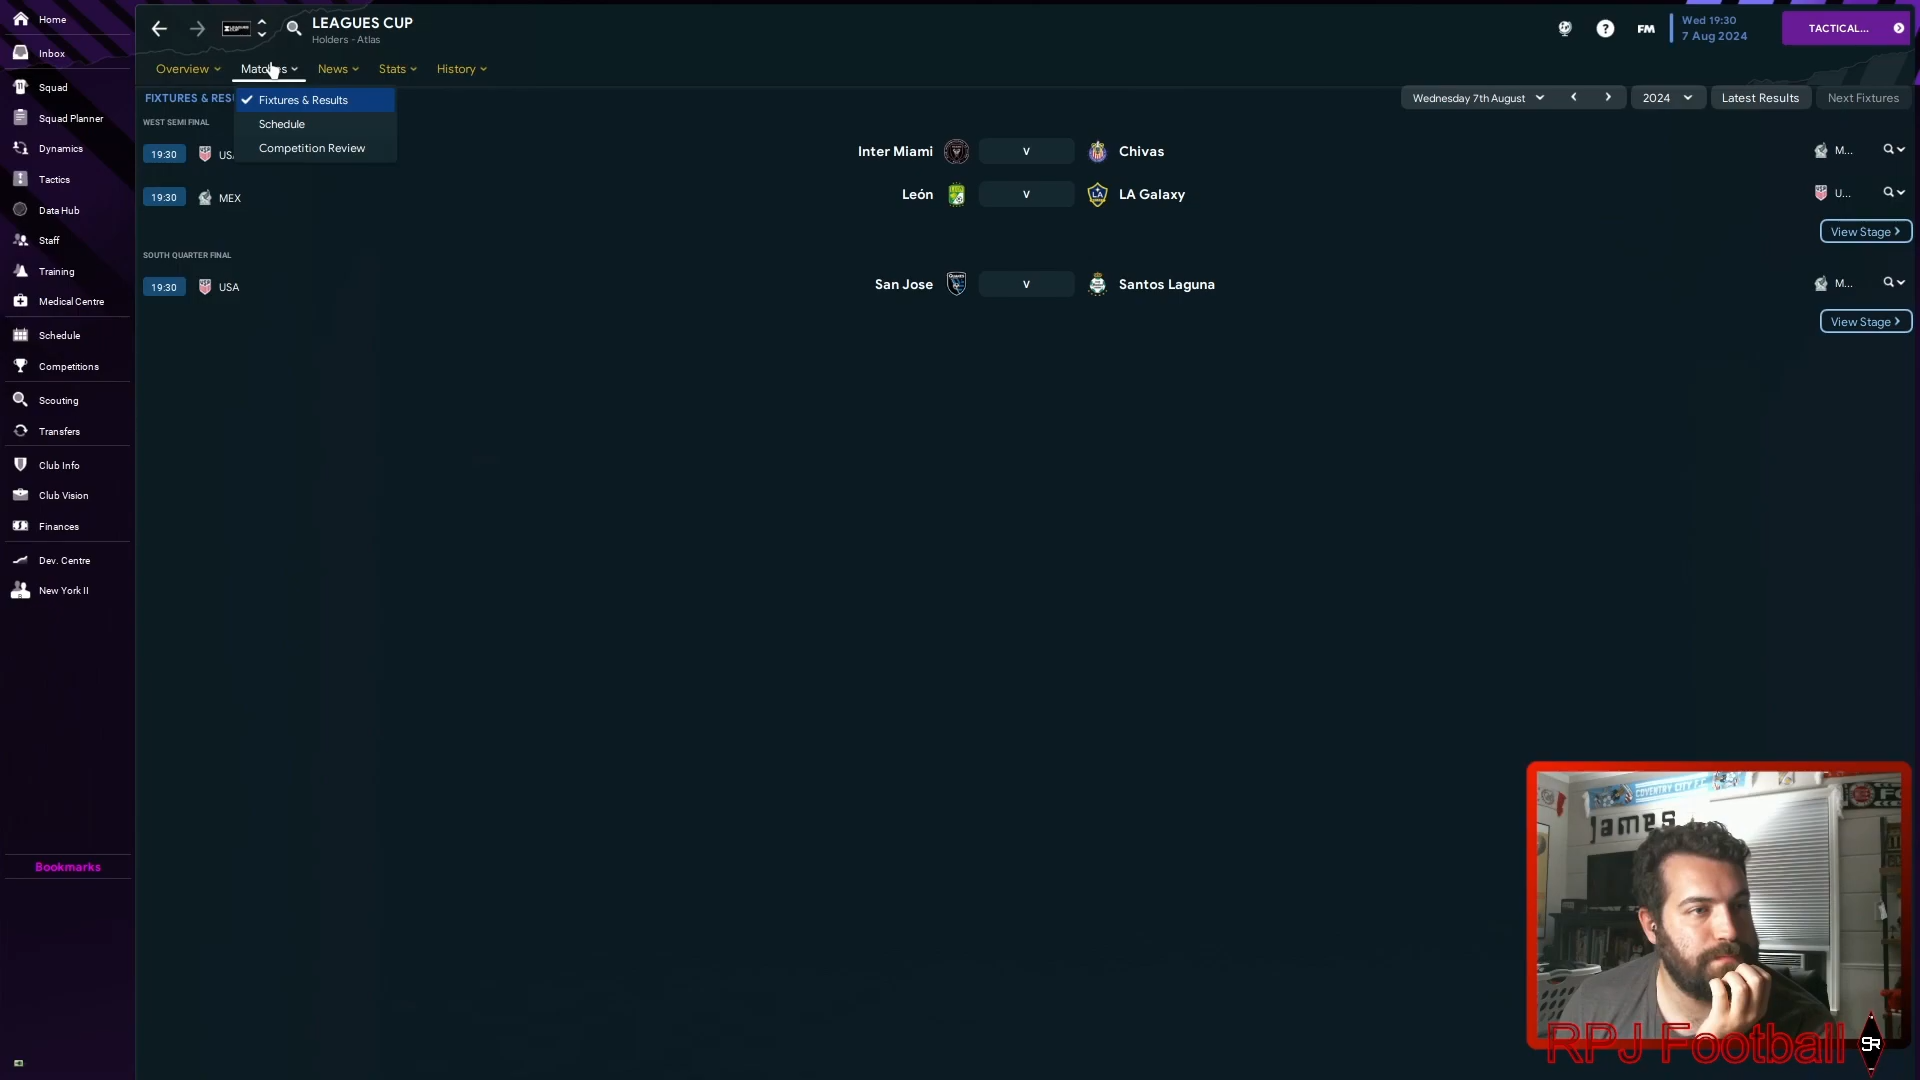 Home
Inbox
Squad
Squad Planner
Dynamics
Tactics
Data Hub
Staff
Training
Medical Centre
Schedule
Competitions
Scouting
Transfers
Club Info
Club Vision
Finances
Dev. Centre
New York II
Bookmarks
LEAGUES CUP
Holders - Atlas
FM
Wed 19:30
7 Aug 2024
TACTICAL...
Overview
News
Stats
History
Fixtures & Results
Schedule
Competition Review
Wednesday 7th August
2024
Latest Results
Next Fixtures
WEST SEMI FINAL
19:30 Inter Miami v Chivas M...
19:30 MEX León v LA Galaxy U...
View Stage
SOUTH QUARTER FINAL
19:30 USA San Jose v Santos Laguna M...
View Stage
COVENTRY CITY F.C
James
RPJ Football SR